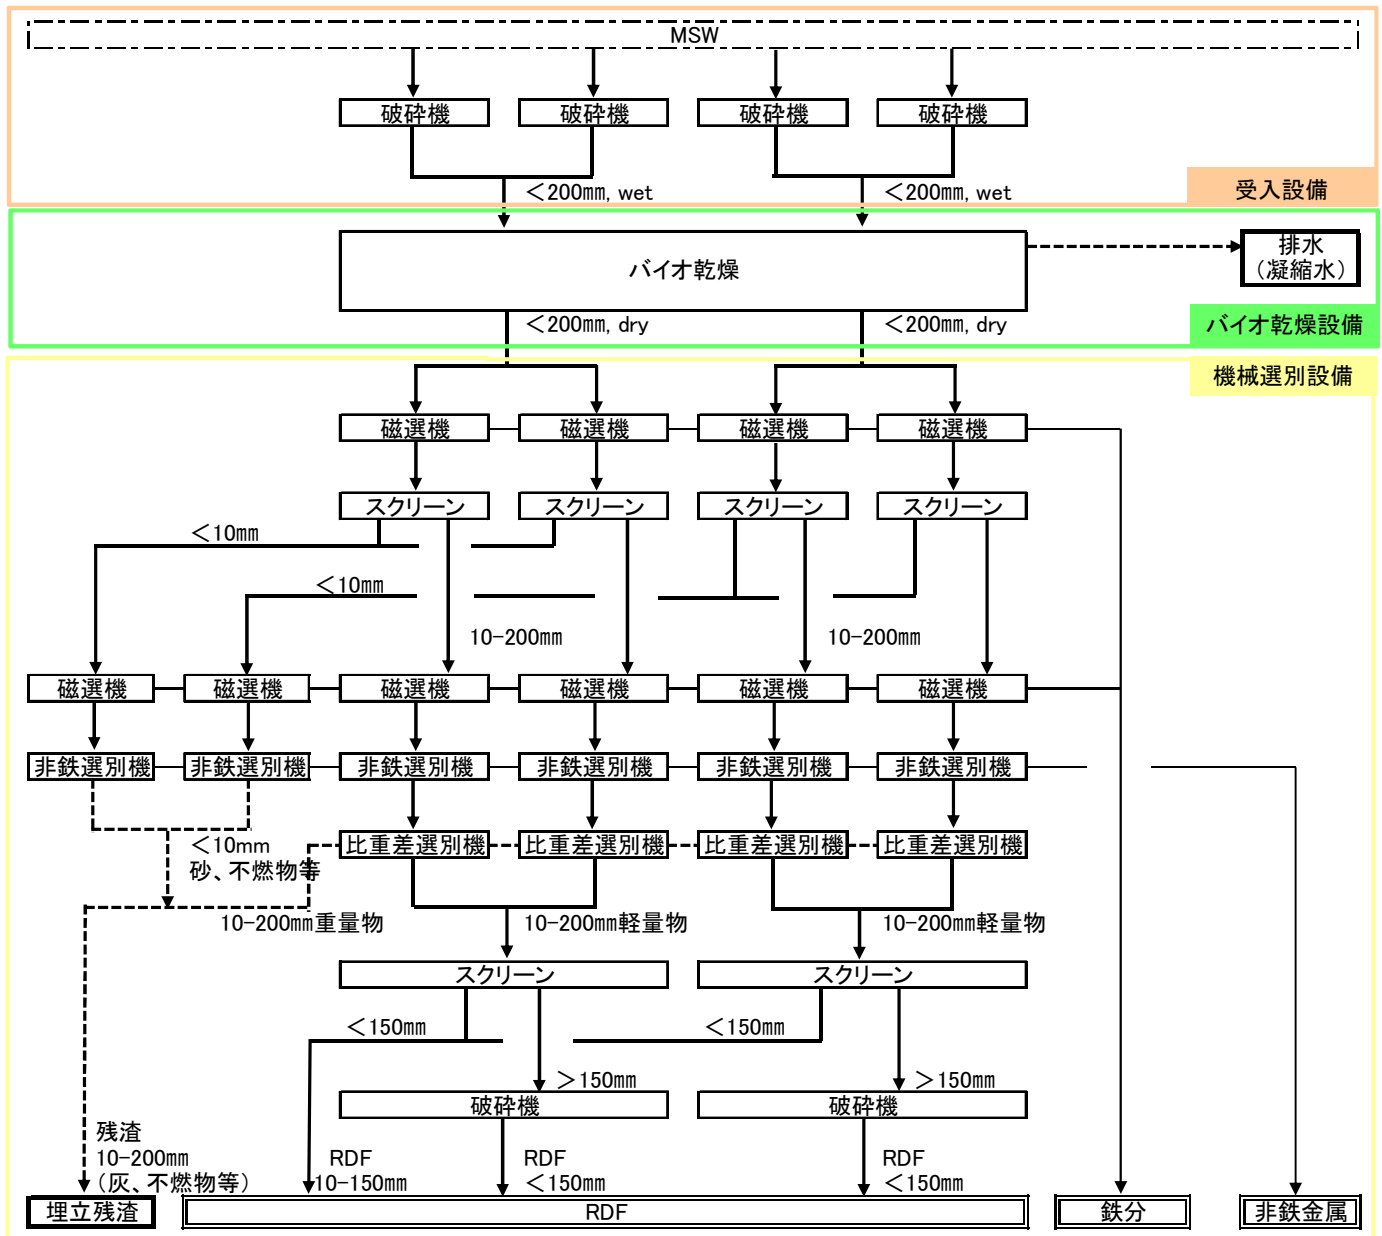 MSW
破砕機 破砕機 破砕機 破砕機
受入設備
＜200mm, wet ＜200mm, wet
排水
（凝縮水）
バイオ乾燥
＜200mm, dry ＜200mm, dry
バイオ乾燥設備
機械選別設備
磁選機 磁選機 磁選機 磁選機
スクリーン スクリーン スクリーン スクリーン
＜10mm
＜10mm
10-200mm 10-200mm
磁選機 磁選機 磁選機 磁選機 磁選機 磁選機
非鉄選別機 非鉄選別機 非鉄選別機 非鉄選別機 非鉄選別機 非鉄選別機
＜10mm
砂、不燃物等
比重差選別機 比重差選別機 比重差選別機 比重差選別機
10-200mm重量物 10-200mm軽量物 10-200mm軽量物
スクリーン スクリーン
＜150mm ＜150mm
＞150mm ＞150mm
破砕機 破砕機
残渣
10-200mm
（灰、不燃物等）
RDF
10-150mm
RDF
＜150mm
RDF
＜150mm
埋立残渣 RDF 鉄分 非鉄金属